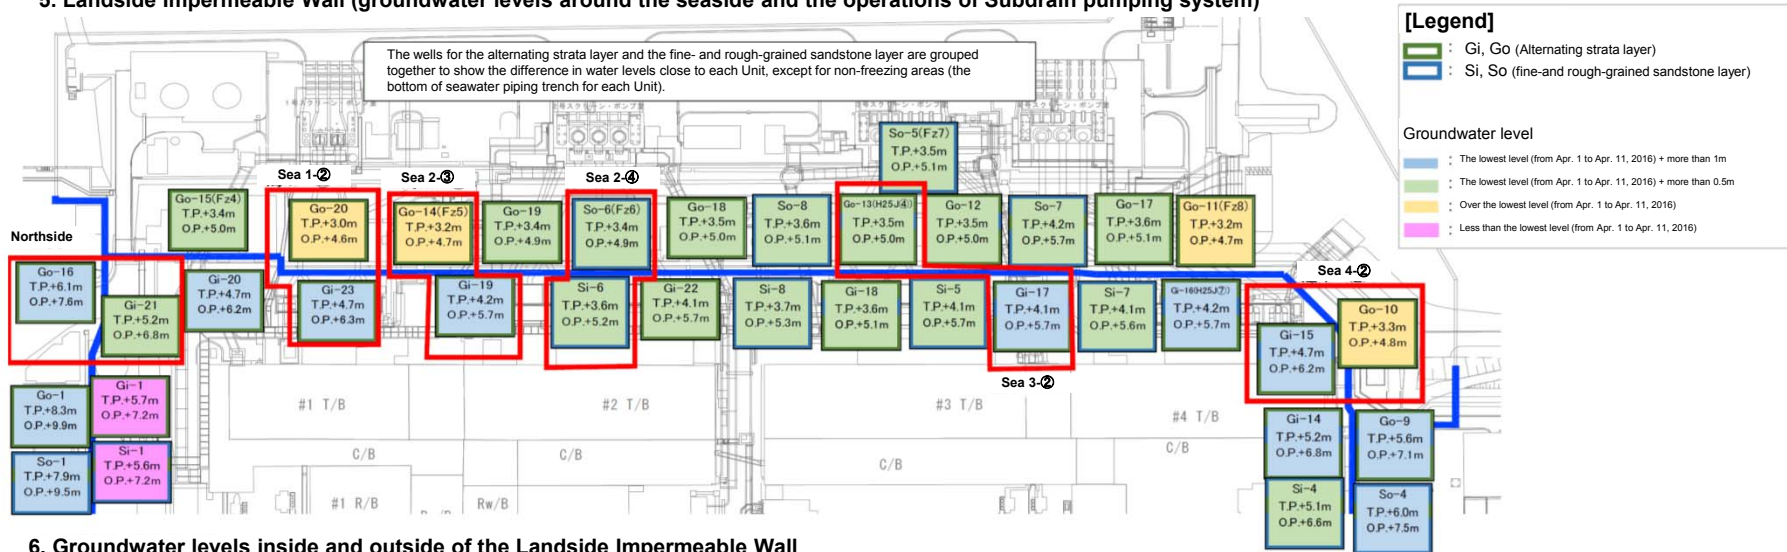 5. Landside Impermeable Wall (groundwater levels around the seaside and the operations of Subdrain pumping system)
The wells for the alternating strata layer and the fine- and rough-grained sandstone layer are grouped
together to show the difference in water levels close to each Unit, except for non-freezing areas (the
bottom of seawater piping trench for each Unit).
[Legend]
: Gi, Go (Alternating strata layer)
: Si, So (fine-and rough-grained sandstone layer)
Groundwater level
: The lowest level (from Apr. 1 to Apr. 11, 2016) + more than 1m
: The lowest level (from Apr. 1 to Apr. 11, 2016) + more than 0.5m
: Over the lowest level (from Apr. 1 to Apr. 11, 2016)
: Less than the lowest level (from Apr. 1 to Apr. 11, 2016)
So-5(Fz7)
T.P.+3.5m
O.P.+5.1m
Sea 1-②
Sea 2-③
Sea 2-④
Go-15(Fz4)
T.P.+3.4m
O.P.+5.0m
Go-20
T.P.+3.0m
O.P.+4.6m
Go-14(Fz5)
T.P.+3.2m
O.P.+4.7m
Go-19
T.P.+3.4m
O.P.+4.9m
So-6(Fz6)
T.P.+3.4m
O.P.+4.9m
Go-18
T.P.+3.5m
O.P.+5.0m
So-8
T.P.+3.6m
O.P.+5.1m
Go-13(H25J④)
T.P.+3.5m
O.P.+5.0m
Go-12
T.P.+3.5m
O.P.+5.0m
So-7
T.P.+4.2m
O.P.+5.7m
Go-17
T.P.+3.6m
O.P.+5.1m
Go-11(Fz8)
T.P.+3.2m
O.P.+4.7m
Northside
Go-16
T.P.+6.1m
O.P.+7.6m
Gi-21
T.P.+5.2m
O.P.+6.8m
Gi-20
T.P.+4.7m
O.P.+6.2m
Gi-23
T.P.+4.7m
O.P.+6.3m
Gi-19
T.P.+4.2m
O.P.+5.7m
Si-6
T.P.+3.6m
O.P.+5.2m
Gi-22
T.P.+4.1m
O.P.+5.7m
Si-8
T.P.+3.7m
O.P.+5.3m
Gi-18
T.P.+3.6m
O.P.+5.1m
Si-5
T.P.+4.1m
O.P.+5.7m
Gi-17
T.P.+4.1m
O.P.+5.7m
Si-7
T.P.+4.1m
O.P.+5.6m
Gi-16(H25J⑦)
T.P.+4.2m
O.P.+5.7m
Sea 4-②
Gi-15
T.P.+4.7m
O.P.+6.2m
Go-10
T.P.+3.3m
O.P.+4.8m
Sea 3-②
Go-1
T.P.+8.3m
O.P.+9.9m
Gi-1
T.P.+5.7m
O.P.+7.2m
So-1
T.P.+7.9m
O.P.+9.5m
Si-1
T.P.+5.6m
O.P.+7.2m
#1 T/B
#2 T/B
#3 T/B
#4 T/B
C/B
C/B
C/B
C/B
#1 R/B
Rw/B
Gi-14
T.P.+5.2m
O.P.+6.8m
Go-9
T.P.+5.6m
O.P.+7.1m
Si-4
T.P.+5.1m
O.P.+6.6m
So-4
T.P.+6.0m
O.P.+7.5m
6. Groundwater levels inside and outside of the Landside Impermeable Wall